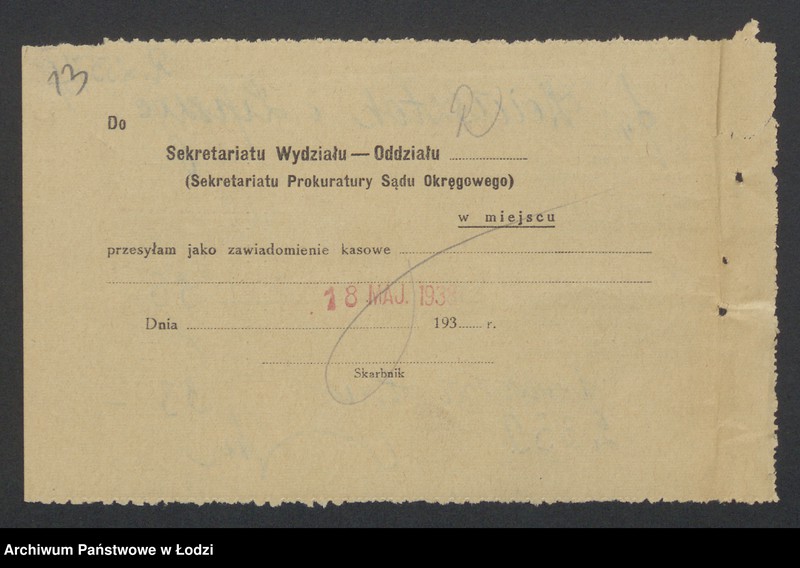 13
Do
Sekretariatu Wydziału — Oddziału
(Sekretariatu Prokuratury Sądu Okręgowego)
w miejscu
przesyłam jako zawiadomienie kasowe
18 MAJ. 193
Dnia 193 r.
Skarbnik
Archiwum Państwowe w Łodzi